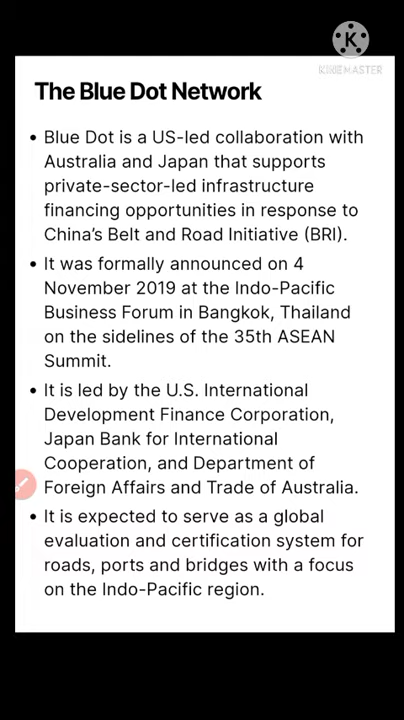 K
KINEMASTER
The Blue Dot Network
• Blue Dot is a US-led collaboration with
Australia and Japan that supports
private-sector-led infrastructure
financing opportunities in response to
China's Belt and Road Initiative (BRI).
• It was formally announced on 4
November 2019 at the Indo-Pacific
Business Forum in Bangkok, Thailand
on the sidelines of the 35th ASEAN
Summit.
• It is led by the U.S. International
Development Finance Corporation,
Japan Bank for International
Cooperation, and Department of
Foreign Affairs and Trade of Australia.
• It is expected to serve as a global
evaluation and certification system for
roads, ports and bridges with a focus
on the Indo-Pacific region.